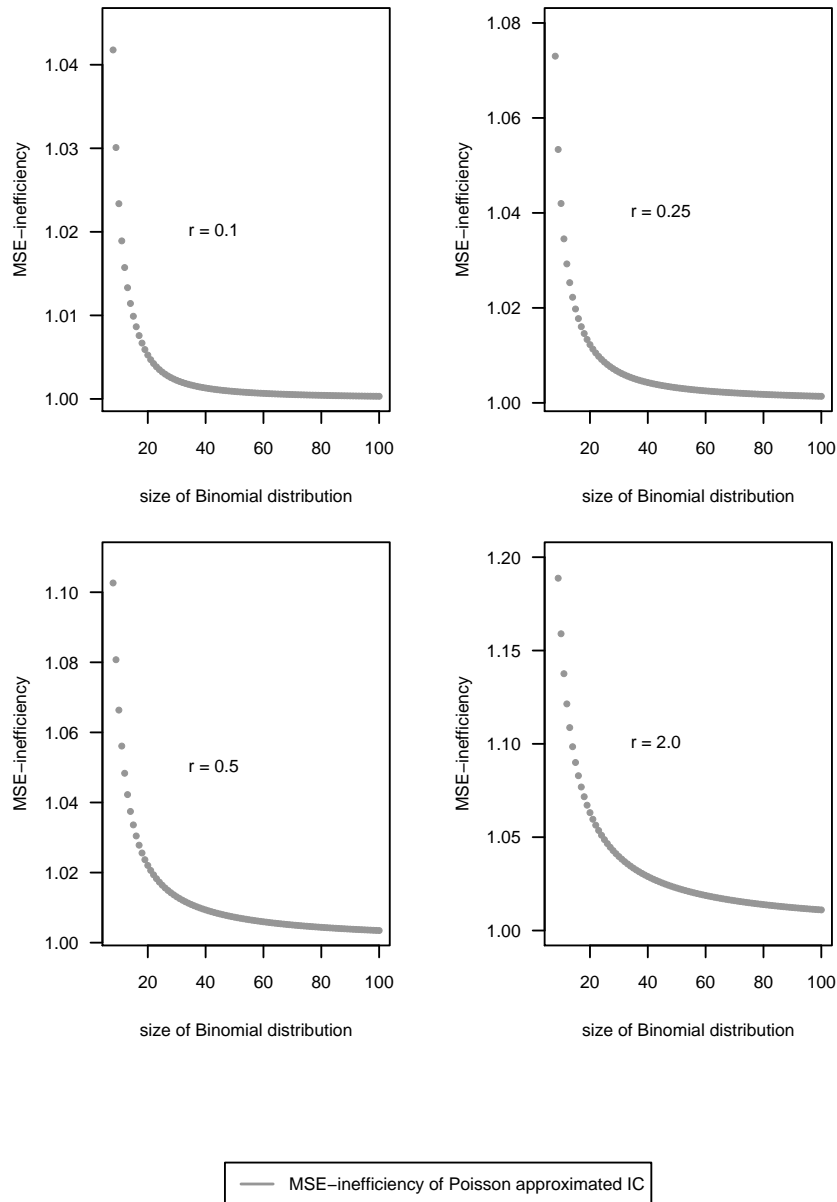 MSE−inefficiency
1.04
1.03
1.02
1.01
1.00
r = 0.1
20 40 60 80 100
size of Binomial distribution
MSE−inefficiency
1.08
1.06
1.04
1.02
1.00
r = 0.25
20 40 60 80 100
size of Binomial distribution
MSE−inefficiency
1.10
1.08
1.06
1.04
1.02
1.00
r = 0.5
20 40 60 80 100
size of Binomial distribution
MSE−inefficiency
1.20
1.15
1.10
1.05
1.00
r = 2.0
20 40 60 80 100
size of Binomial distribution
MSE−inefficiency of Poisson approximated IC